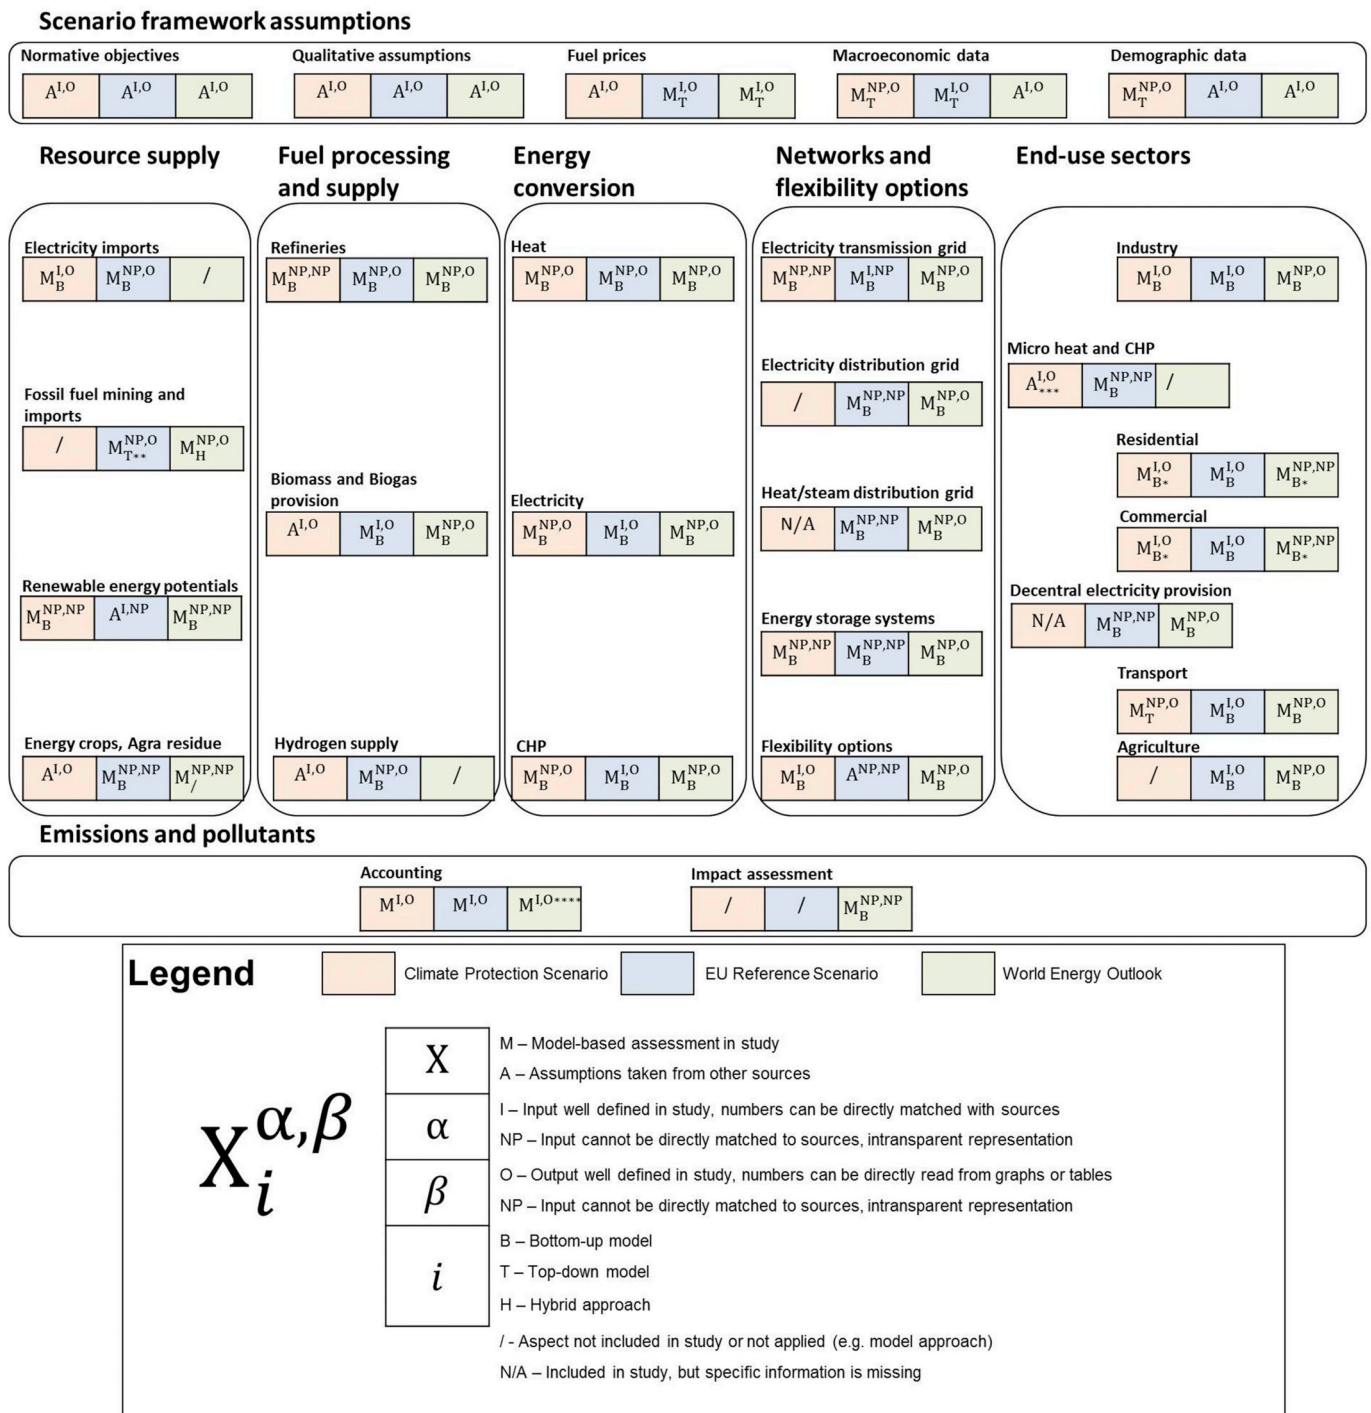 Scenario framework assumptions
Normative objectives
A^I,O A^I,O A^I,O
Qualitative assumptions
A^I,O A^I,O A^I,O
Fuel prices
A^I,O M_T^I,O M_T^I,O
Macroeconomic data
M_T^NP,O M_T^I,O A^I,O
Demographic data
M_T^NP,O A^I,O A^I,O
Resource supply
Electricity imports
M_B^I,O M_B^NP,O /
Fossil fuel mining and
imports
/ M_T**^NP,O M_H^NP,O
Renewable energy potentials
M_B^NP,NP A^I,NP M_B^NP,NP
Energy crops, Agra residue
A^I,O M_B^NP,NP M_/^NP,NP
Fuel processing
and supply
Refineries
M_B^NP,NP M_B^NP,O M_B^NP,O
Biomass and Biogas
provision
A^I,O M_B^I,O M_B^NP,O
Hydrogen supply
A^I,O M_B^NP,O /
Energy
conversion
Heat
M_B^NP,O M_B^NP,O M_B^NP,O
Electricity
M_B^NP,O M_B^I,O M_B^NP,O
CHP
M_B^NP,O M_B^I,O M_B^NP,O
Networks and
flexibility options
Electricity transmission grid
M_B^NP,NP M_B^I,NP M_B^NP,O
Electricity distribution grid
/ M_B^NP,NP M_B^NP,O
Heat/steam distribution grid
N/A M_B^NP,NP M_B^NP,O
Energy storage systems
M_B^NP,NP M_B^NP,NP M_B^NP,O
Flexibility options
M_B^I,O A^NP,NP M_B^NP,O
End-use sectors
Industry
M_B^I,O M_B^I,O M_B^NP,O
Micro heat and CHP
A_***^I,O M_B^NP,NP /
Residential
M_B*^I,O M_B^I,O M_B*^NP,NP
Commercial
M_B*^I,O M_B^I,O M_B*^NP,NP
Decentral electricity provision
N/A M_B^NP,NP M_B^NP,O
Transport
M_T^NP,O M_B^I,O M_B^NP,O
Agriculture
/ M_B^I,O M_B^NP,O
Emissions and pollutants
Accounting
M^I,O M^I,O M^I,O****
Impact assessment
/ / M_B^NP,NP
Legend
Climate Protection Scenario
EU Reference Scenario
World Energy Outlook
X_i^α,β
X
M – Model-based assessment in study
A – Assumptions taken from other sources
α
I – Input well defined in study, numbers can be directly matched with sources
NP – Input cannot be directly matched to sources, intransparent representation
β
O – Output well defined in study, numbers can be directly read from graphs or tables
NP – Input cannot be directly matched to sources, intransparent representation
i
B – Bottom-up model
T – Top-down model
H – Hybrid approach
/ - Aspect not included in study or not applied (e.g. model approach)
N/A – Included in study, but specific information is missing